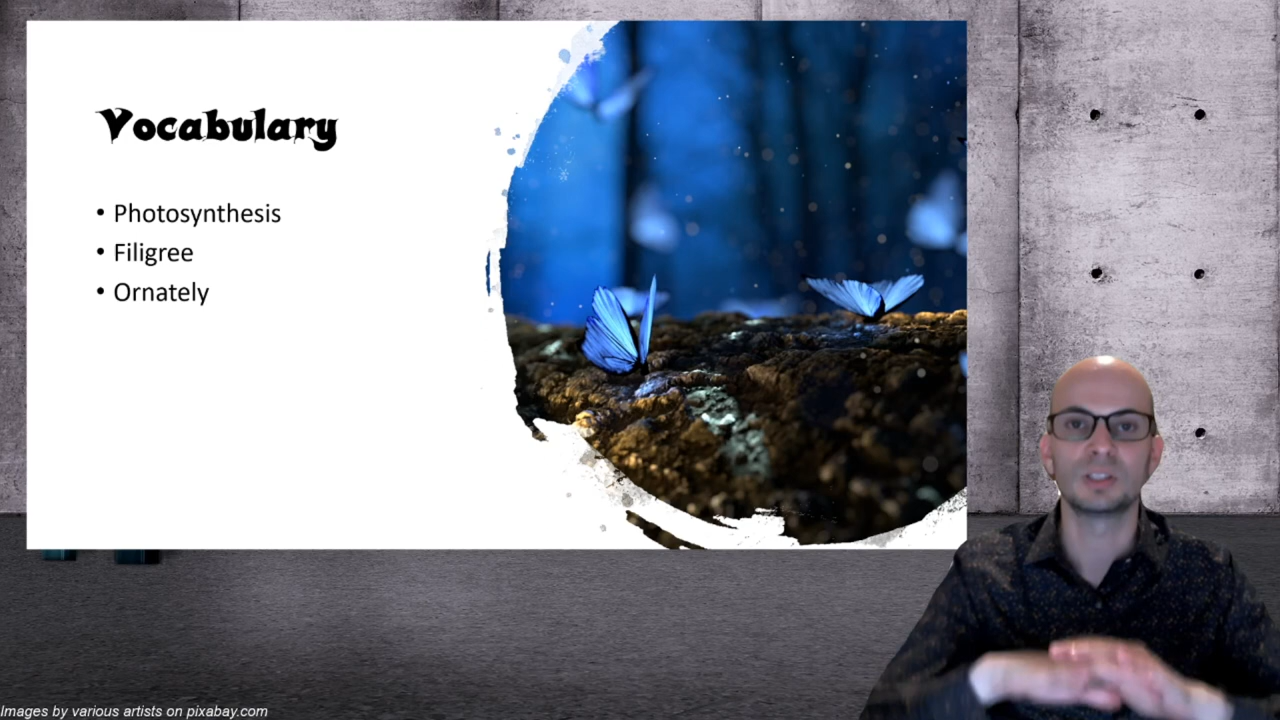 Vocabulary
• Photosynthesis
• Filigree
• Ornately
Images by various artists on pixabay.com